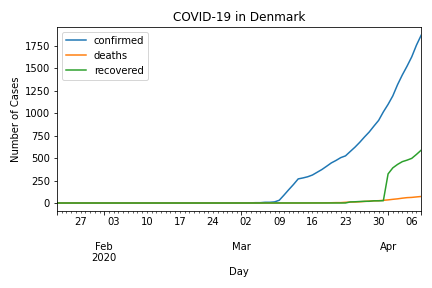 COVID-19 in Denmark
confirmed
deaths
recovered
Number of Cases
1750
1500
1250
1000
750
500
250
0
27 03 10 17 24 02 09 16 23 30 06
Feb Mar Apr
2020
Day